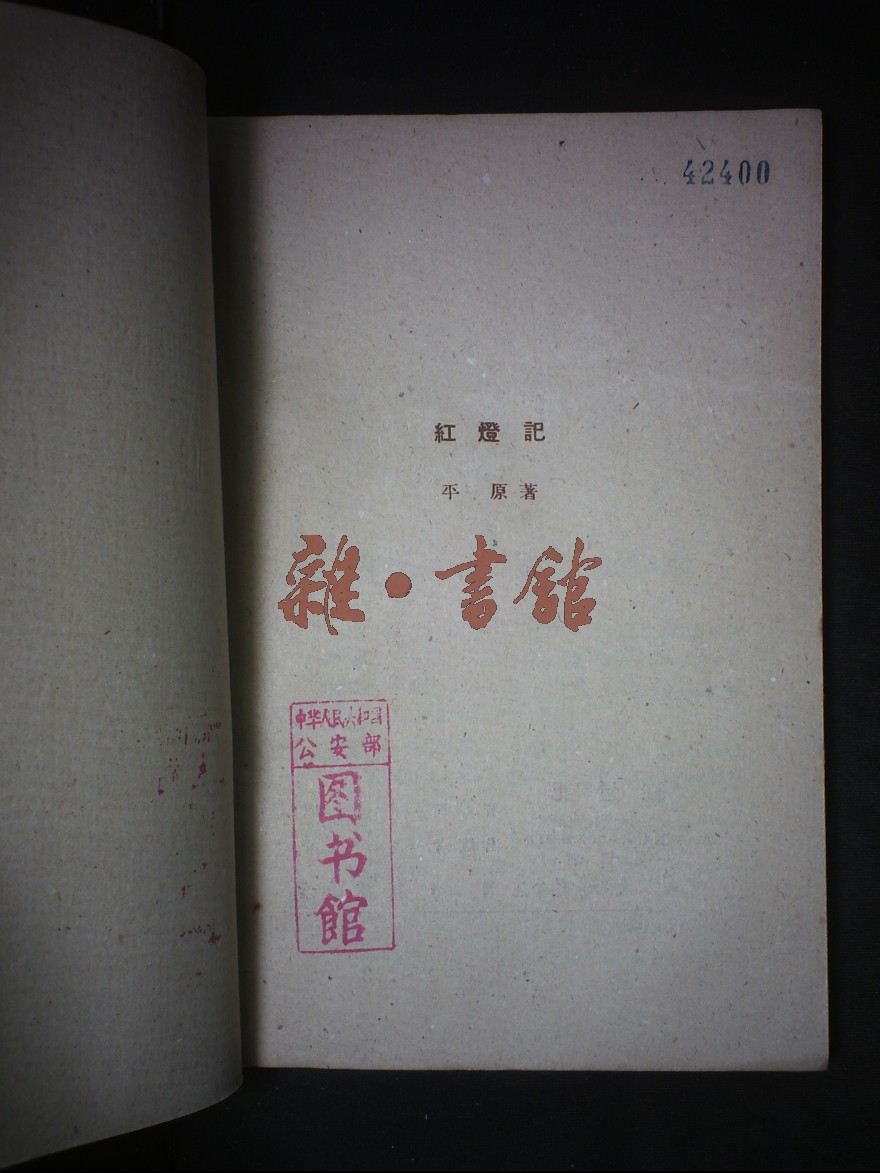 42400
紅燈記
平原著
雜·書館
中华人民共和国
公安部
图书馆